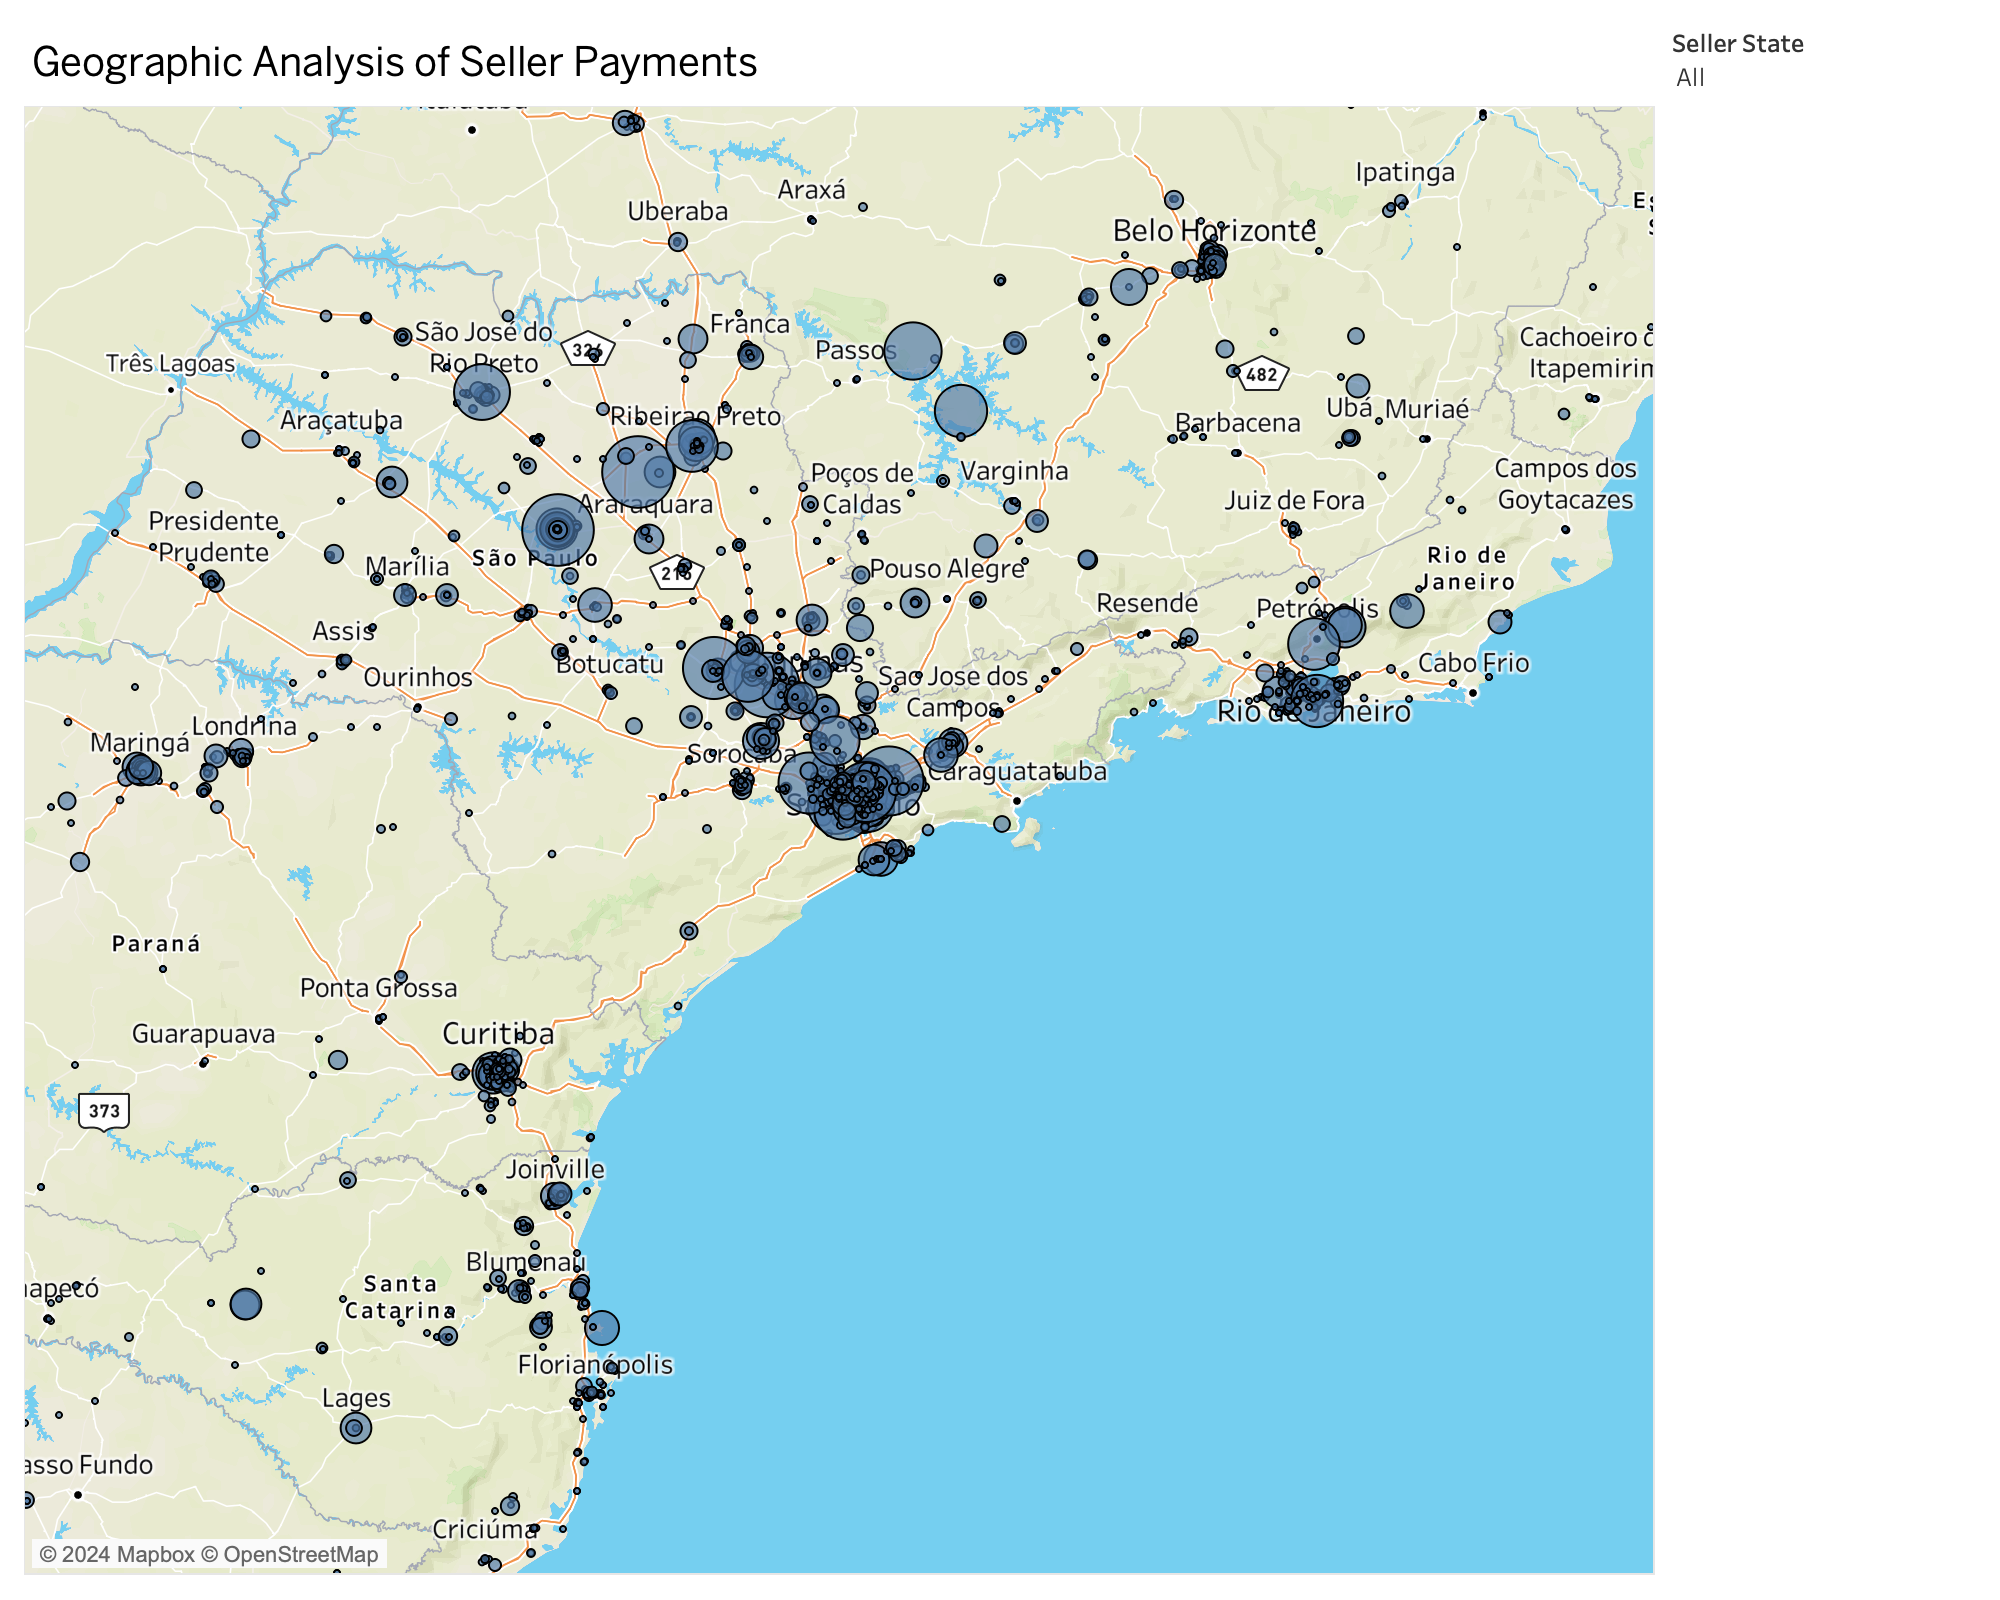 Geographic Analysis of Seller Payments
Seller State
All
Ipatinga
Araxá
Uberaba
Belo Horizonte
Franca
São José do
Rio Preto
Passos
Três Lagoas
482
Araçatuba
Ribeirao Preto
Barbacena
Ubá
Muriaé
Cachoeiro
Itapemirim
Campos dos
Goytacazes
Poços de
Caldas
Varginha
Juiz de Fora
Araraquara
Presidente
Prudente
São Paulo
Marília
Pouso Alegre
Rio de
Janeiro
Resende
Petrópolis
Assis
Botucatu
Ourinhos
Sao Jose dos
Campos
Cabo Frio
Rio de Janeiro
Londrina
Maringá
Sorocaba
Caraguatatuba
Paraná
Ponta Grossa
Guarapuava
Curitiba
373
Joinville
Blumenau
Santa
Catarina
Florianópolis
Lages
asso Fundo
Criciúma
© 2024 Mapbox © OpenStreetMap